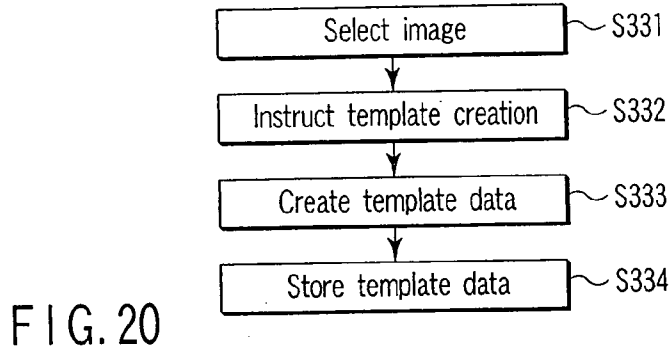 Select image S331
Instruct template creation S332
Create template data S333
Store template data S334
FIG. 20